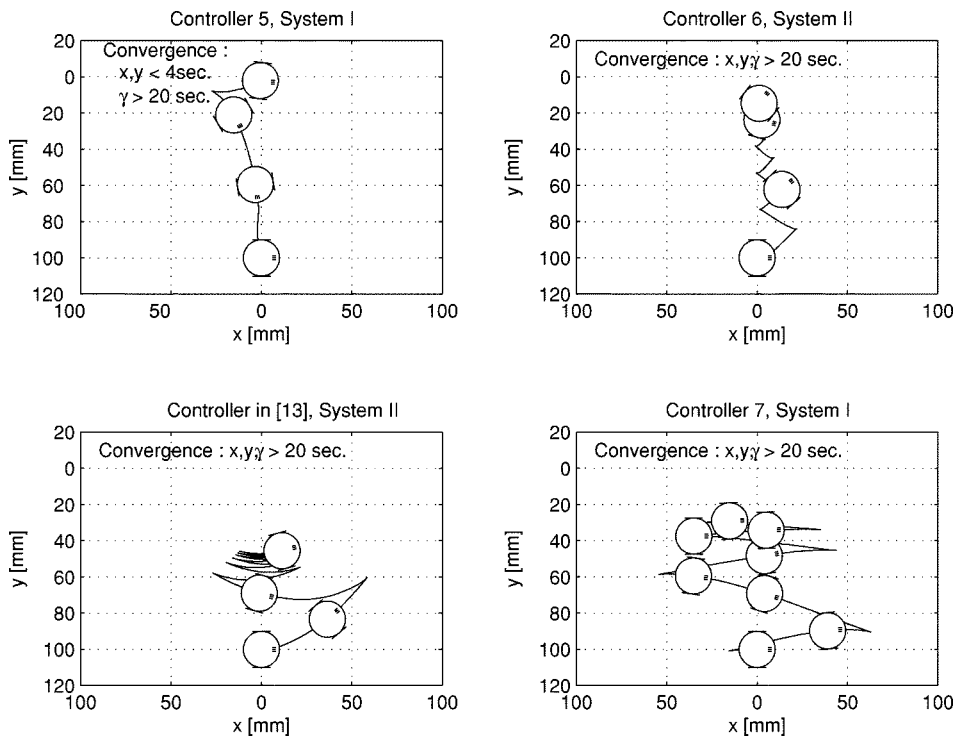 Controller 5, System I
Convergence :
x,y < 4sec.
γ > 20 sec.
20
0
20
40
60
80
100
120
100
50
0
50
100
y [mm]
x [mm]
Controller 6, System II
Convergence : x,y,γ > 20 sec.
20
0
20
40
60
80
100
120
100
50
0
50
100
y [mm]
x [mm]
Controller in [13], System II
Convergence : x,y,γ > 20 sec.
20
0
20
40
60
80
100
120
100
50
0
50
100
y [mm]
x [mm]
Controller 7, System I
Convergence : x,y,γ > 20 sec.
20
0
20
40
60
80
100
120
100
50
0
50
100
y [mm]
x [mm]